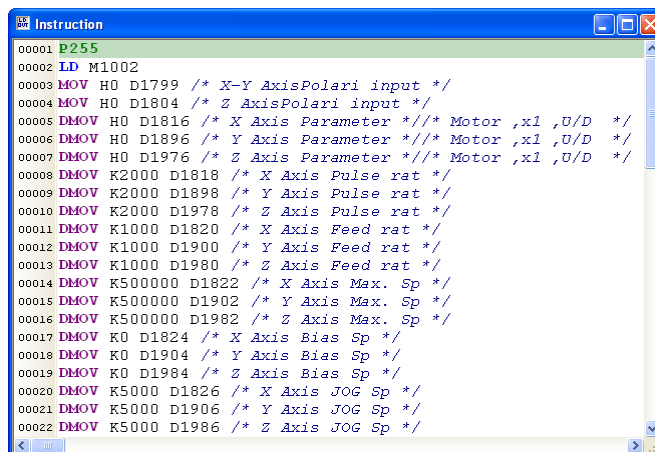 Instruction
00001 P255
00002 LD M1002
00003 MOV H0 D1799 /* X-Y AxisPolari input */
00004 MOV H0 D1804 /* Z AxisPolari input */
00005 DMOV H0 D1816 /* X Axis Parameter *//* Motor ,x1 ,U/D  */
00006 DMOV H0 D1896 /* Y Axis Parameter *//* Motor ,x1 ,U/D  */
00007 DMOV H0 D1976 /* Z Axis Parameter *//* Motor ,x1 ,U/D  */
00008 DMOV K2000 D1818 /* X Axis Pulse rat */
00009 DMOV K2000 D1898 /* Y Axis Pulse rat */
00010 DMOV K2000 D1978 /* Z Axis Pulse rat */
00011 DMOV K1000 D1820 /* X Axis Feed rat */
00012 DMOV K1000 D1900 /* Y Axis Feed rat */
00013 DMOV K1000 D1980 /* Z Axis Feed rat */
00014 DMOV K500000 D1822 /* X Axis Max. Sp */
00015 DMOV K500000 D1902 /* Y Axis Max. Sp */
00016 DMOV K500000 D1982 /* Z Axis Max. Sp */
00017 DMOV K0 D1824 /* X Axis Bias Sp */
00018 DMOV K0 D1904 /* Y Axis Bias Sp */
00019 DMOV K0 D1984 /* Z Axis Bias Sp */
00020 DMOV K5000 D1826 /* X Axis JOG Sp */
00021 DMOV K5000 D1906 /* Y Axis JOG Sp */
00022 DMOV K5000 D1986 /* Z Axis JOG Sp */